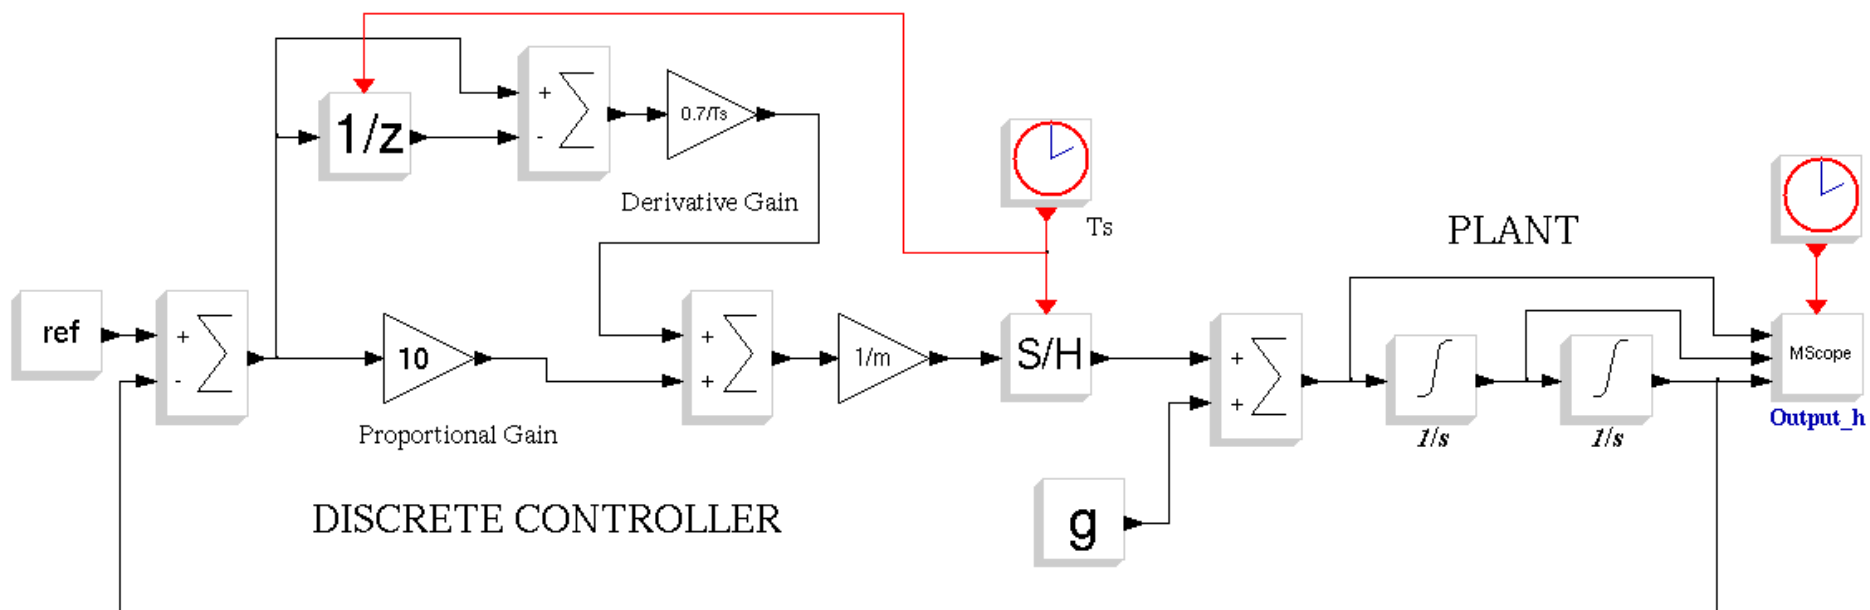 +
-
1/z
0.7/Ts
Derivative Gain
Ts
PLANT
ref
+
-
10
Proportional Gain
+
+
1/m
S/H
+
+
1/s
1/s
MScope
Output_h
g
DISCRETE CONTROLLER